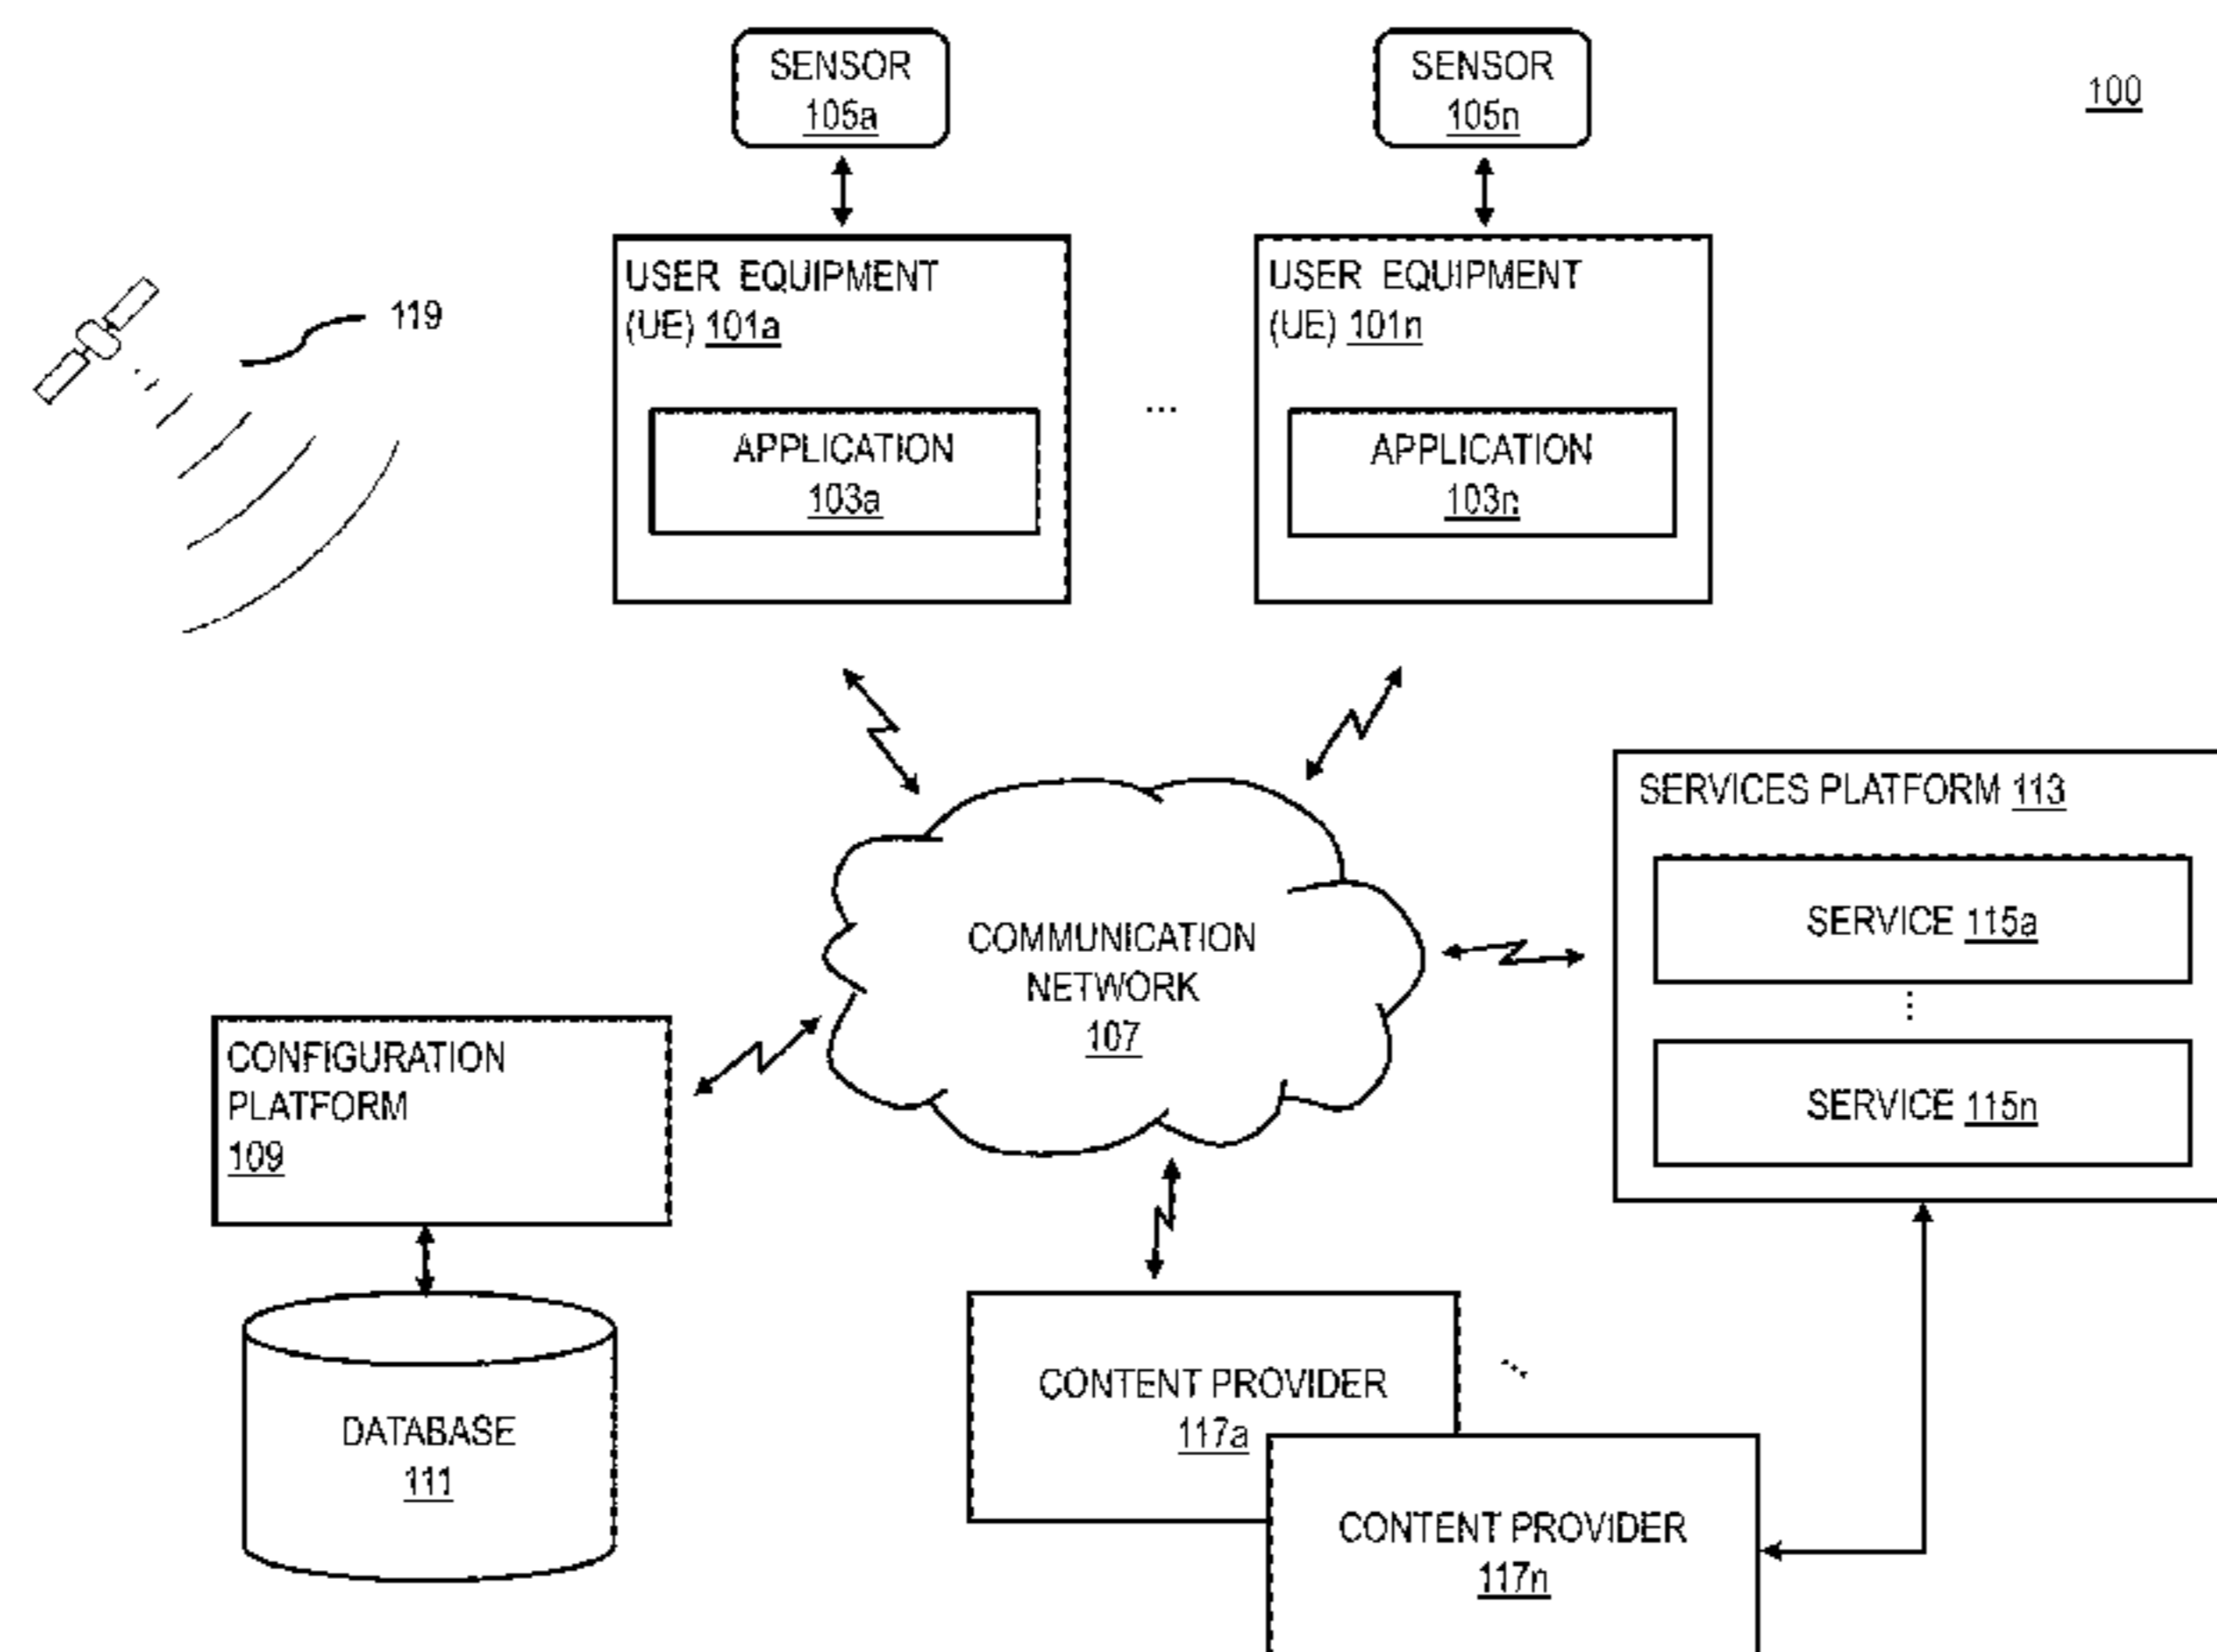 SENSOR
105a
SENSOR
105n
100
USER EQUIPMENT
(UE) 101a
USER EQUIPMENT
(UE) 101n
119
APPLICATION
103a
...
APPLICATION
103n
SERVICES PLATFORM 113
SERVICE 115a
...
SERVICE 115n
COMMUNICATION
NETWORK
107
CONFIGURATION
PLATFORM
109
DATABASE
111
CONTENT PROVIDER
117a
...
CONTENT PROVIDER
117n